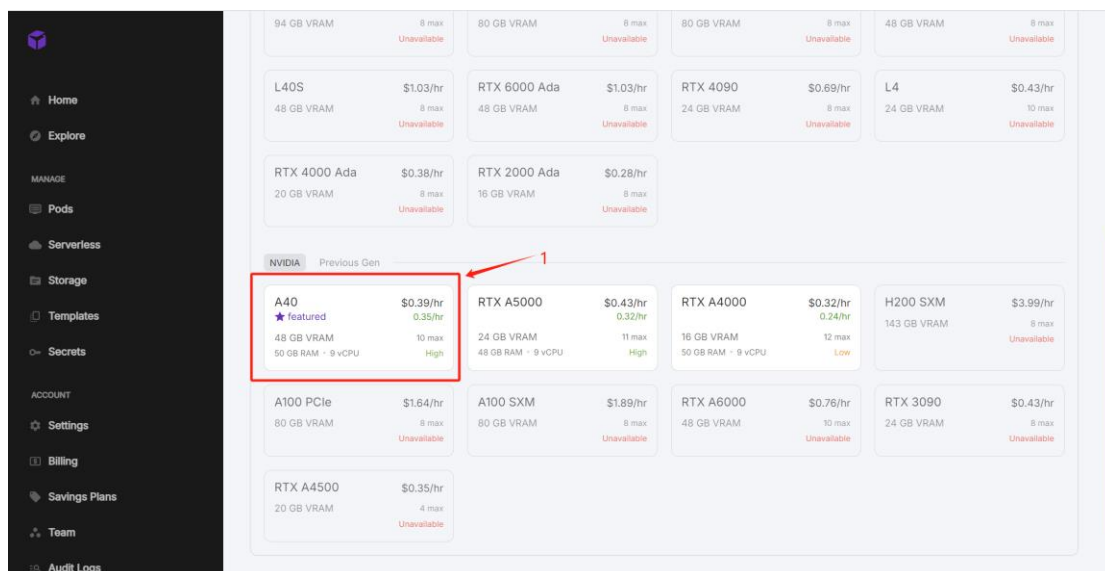 Home
Explore
MANAGE
Pods
Serverless
Storage
Templates
Secrets
ACCOUNT
Settings
Billing
Savings Plans
Team
Audit Logs
94 GB VRAM 8 max
Unavailable
80 GB VRAM 8 max
Unavailable
80 GB VRAM 8 max
Unavailable
48 GB VRAM 8 max
Unavailable
L40S $1.03/hr
48 GB VRAM 8 max
Unavailable
RTX 6000 Ada $1.03/hr
48 GB VRAM 8 max
Unavailable
RTX 4090 $0.69/hr
24 GB VRAM 8 max
Unavailable
L4 $0.43/hr
24 GB VRAM 10 max
Unavailable
RTX 4000 Ada $0.38/hr
20 GB VRAM 8 max
Unavailable
RTX 2000 Ada $0.28/hr
16 GB VRAM 8 max
Unavailable
NVIDIA Previous Gen
1
A40 $0.39/hr
featured 0.35/hr
48 GB VRAM 10 max
50 GB RAM • 9 vCPU High
RTX A5000 $0.43/hr
0.32/hr
24 GB VRAM 11 max
48 GB RAM • 9 vCPU High
RTX A4000 $0.32/hr
0.24/hr
16 GB VRAM 12 max
50 GB RAM • 9 vCPU Low
H200 SXM $3.99/hr
143 GB VRAM 8 max
Unavailable
A100 PCIe $1.64/hr
80 GB VRAM 8 max
Unavailable
A100 SXM $1.89/hr
80 GB VRAM 8 max
Unavailable
RTX A6000 $0.76/hr
48 GB VRAM 10 max
Unavailable
RTX 3090 $0.43/hr
24 GB VRAM 8 max
Unavailable
RTX A4500 $0.35/hr
20 GB VRAM 4 max
Unavailable